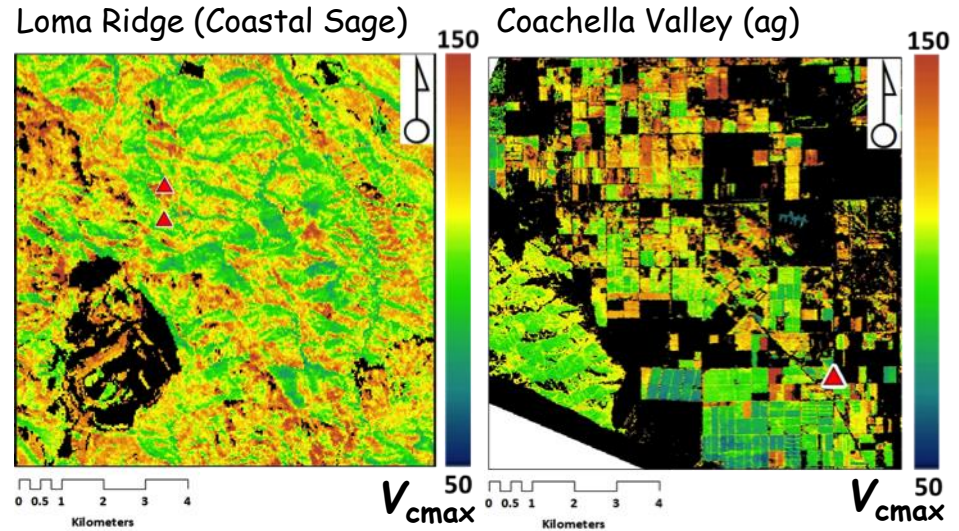 Loma Ridge (Coastal Sage)
150
Coachella Valley (ag)
150
0 0.5 1 2 3 4
Kilometers
50
Vcmax
0 0.5 1 2 3 4
Kilometers
50
Vcmax